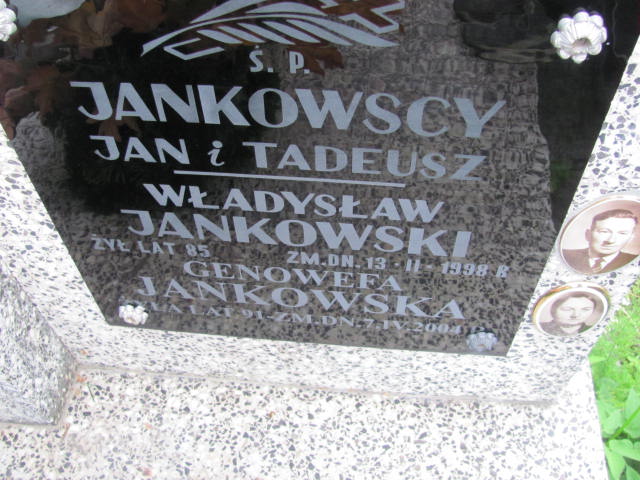 Ś. P.
JANKOWSCY
JAN i TADEUSZ
WŁADYSŁAW
JANKOWSKI
ŻYŁ LAT 85 ZM. DN. 13-II-1998 R
GENOWEFA
JANKOWSKA
LAT 91-ZM. DN. 7. IV. 2004